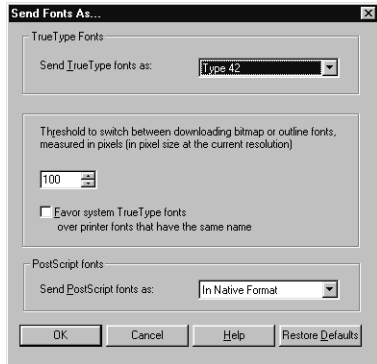 Send Fonts As...
TrueType Fonts
Send TrueType fonts as: Type 42
Threshold to switch between downloading bitmap or outline fonts,
measured in pixels (in pixel size at the current resolution)
100
Favor system TrueType fonts
over printer fonts that have the same name
PostScript fonts
Send PostScript fonts as: In Native Format
OK Cancel Help Restore Defaults